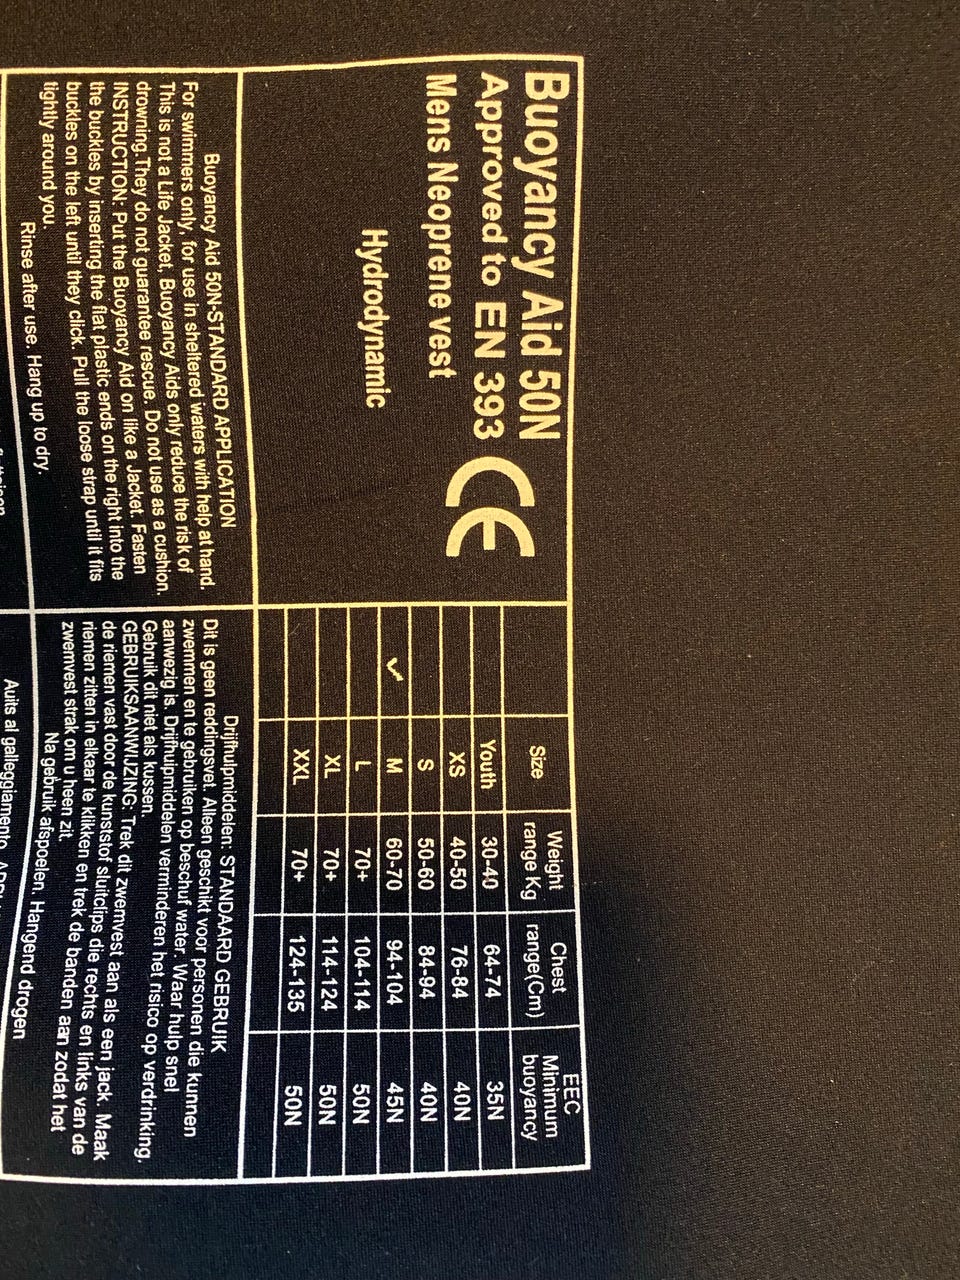 Buoyancy Aid 50N
Approved to EN 393
CE
Mens Neoprene vest
Hydrodynamic
Size Weight range Kg Chest range(Cm) EEC Minimum buoyancy
Youth 30-40 64-74 35N
XS 40-50 76-84 40N
S 50-60 84-94 40N
✓ M 60-70 94-104 45N
L 70+ 104-114 50N
XL 70+ 114-124 50N
XXL 70+ 124-135 50N
Buoyancy Aid 50N-STANDARD APPLICATION
For swimmers only, for use in sheltered waters with help at hand.
This is not a Life Jacket, Buoyancy Aids only reduce the risk of
drowning.They do not guarantee rescue. Do not use as a cushion.
INSTRUCTION: Put the Buoyancy Aid on like a Jacket. Fasten
the buckles by inserting the flat plastic ends on the right into the
buckles on the left until they click. Pull the loose strap until it fits
tightly around you.
Rinse after use. Hang up to dry.
Drijfhulpmiddelen: STANDAARD GEBRUIK
Dit is geen reddingsvet. Alleen geschikt voor personen die kunnen
zwemmen en te gebruiken op beschuf water. Waar hulp snel
aanwezig is. Drijfhulpmiddelen verminderen het risico op verdrinking.
Gebruik dit niet als kussen.
GEBRUIKSAANWIJZING: Trek dit zwemvest aan als een jack. Maak
de riemen vast door de kunststof sluitclips die rechts en links van de
riemen zitten in elkaar te klikken en trek de banden aan zodat het
zwemvest strak om u heen zit.
Na gebruik afspoelen. Hangend drogen
Auits al galleggiamento